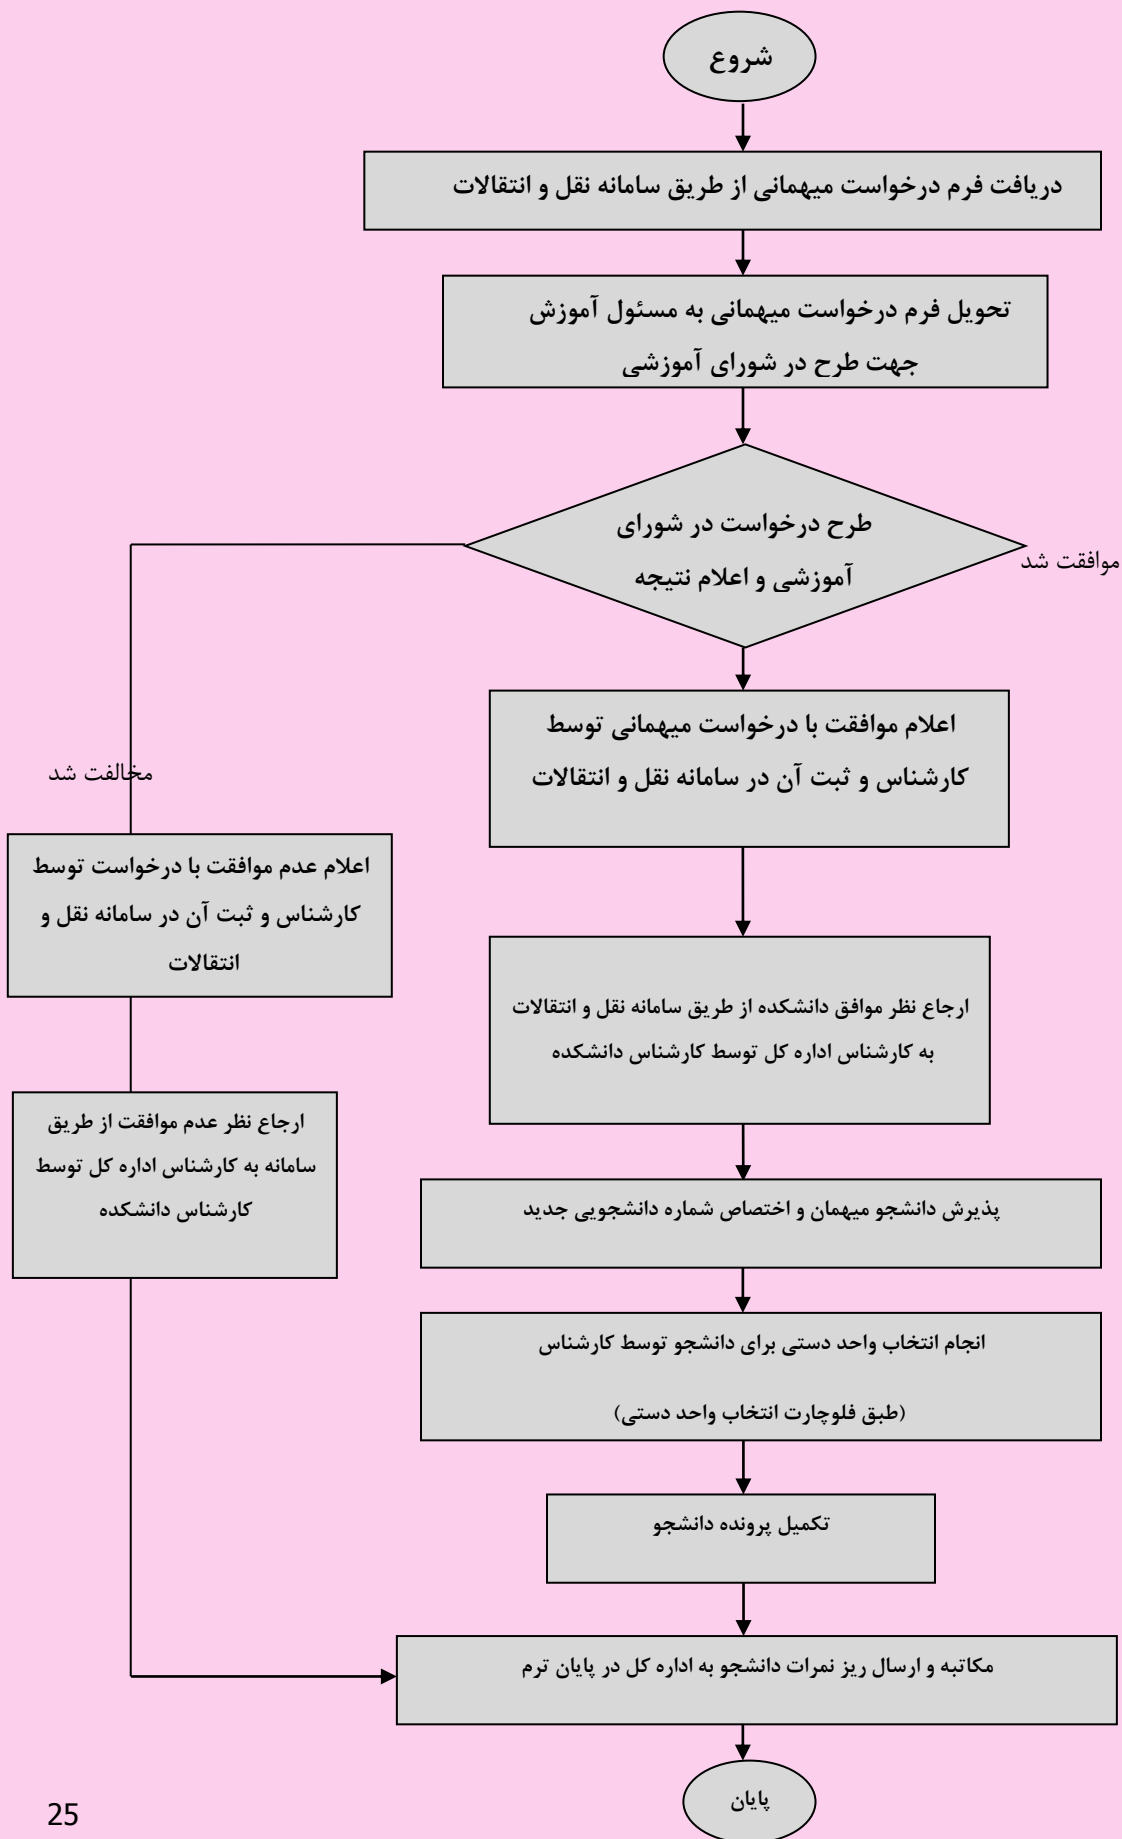 شروع
دریافت فرم درخواست میهمانی از طریق سامانه نقل و انتقالات
تحویل فرم درخواست میهمانی به مسئول آموزش
جهت طرح در شورای آموزشی
طرح درخواست در شورای
آموزشی و اعلام نتیجه
موافقت شد
اعلام موافقت با درخواست میهمانی توسط
کارشناس و ثبت آن در سامانه نقل و انتقالات
مخالفت شد
اعلام عدم موافقت با درخواست توسط
کارشناس و ثبت آن در سامانه نقل و
انتقالات
ارجاع نظر موافق دانشکده از طریق سامانه نقل و انتقالات
به کارشناس اداره کل توسط کارشناس دانشکده
ارجاع نظر عدم موافقت از طریق
سامانه به کارشناس اداره کل توسط
کارشناس دانشکده
پذیرش دانشجو میهمان و اختصاص شماره دانشجویی جدید
انجام انتخاب واحد دستی برای دانشجو توسط کارشناس
(طبق فلوچارت انتخاب واحد دستی)
تکمیل پرونده دانشجو
مکاتبه و ارسال ریز نمرات دانشجو به اداره کل در پایان ترم
پایان
25